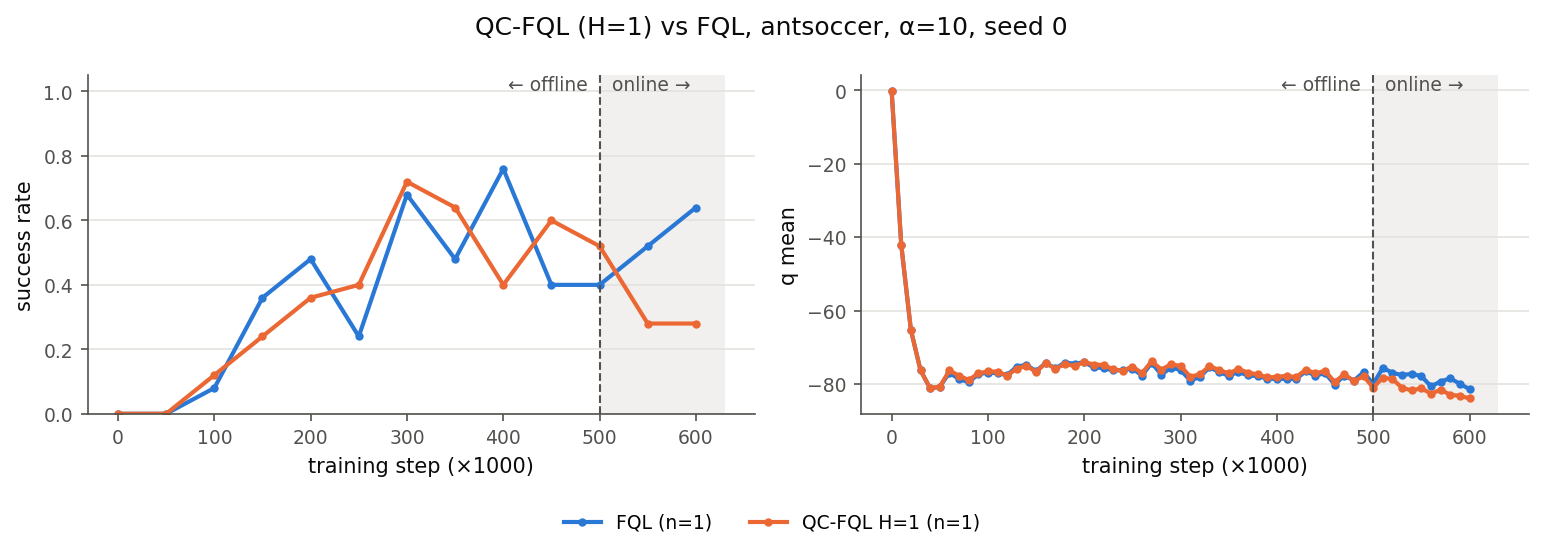 QC-FQL (H=1) vs FQL, antsoccer, α=10, seed 0
← offline
online →
1.0
0.8
0.6
0.4
0.2
0.0
success rate
0
100
200
300
400
500
600
training step (×1000)
← offline
online →
0
−20
−40
−60
−80
q mean
0
100
200
300
400
500
600
training step (×1000)
FQL (n=1)
QC-FQL H=1 (n=1)